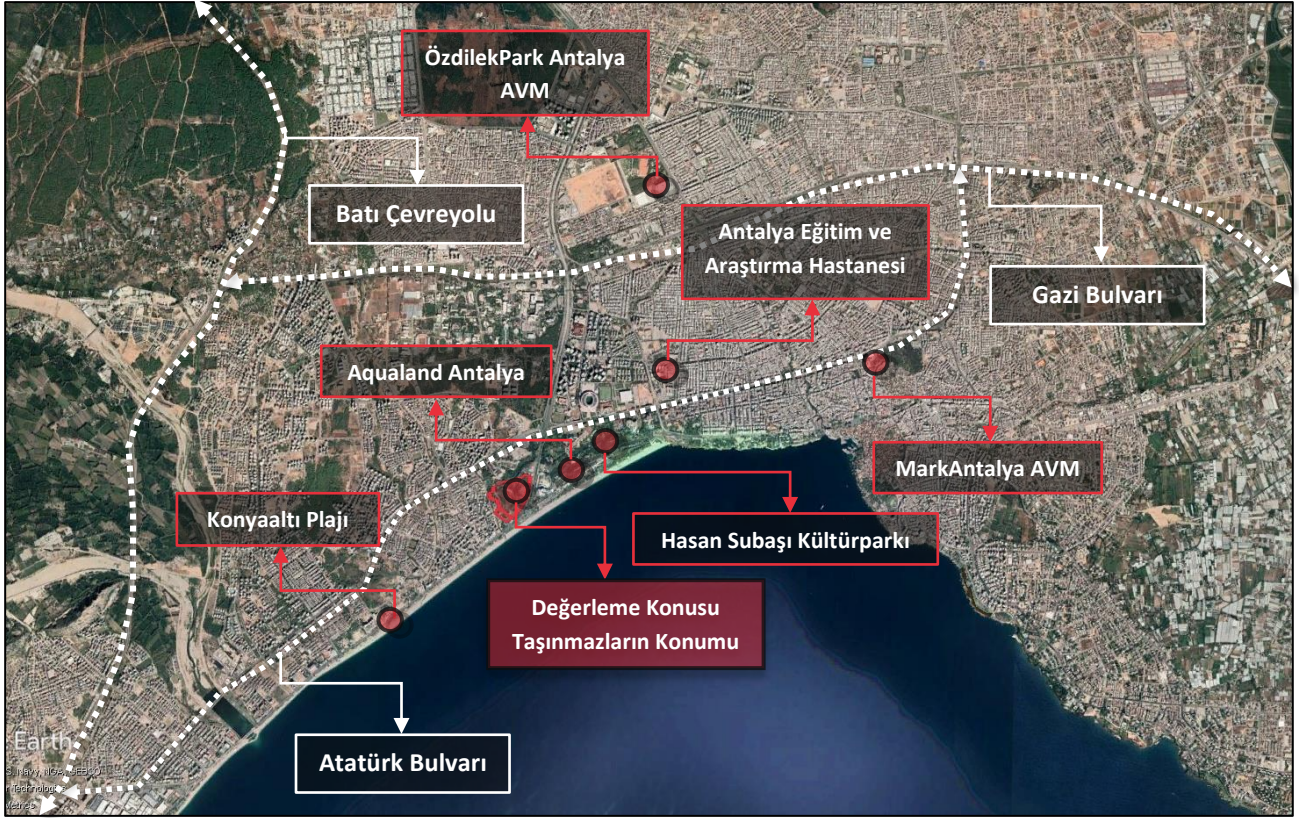 ÖzdilekPark Antalya
AVM
Batı Çevreyolu
Antalya Eğitim ve
Araştırma Hastanesi
Gazi Bulvarı
Aqualand Antalya
MarkAntalya AVM
Konyaaltı Plajı
Hasan Subaşı Kültürparkı
Değerleme Konusu
Taşınmazların Konumu
Atatürk Bulvarı
Earth